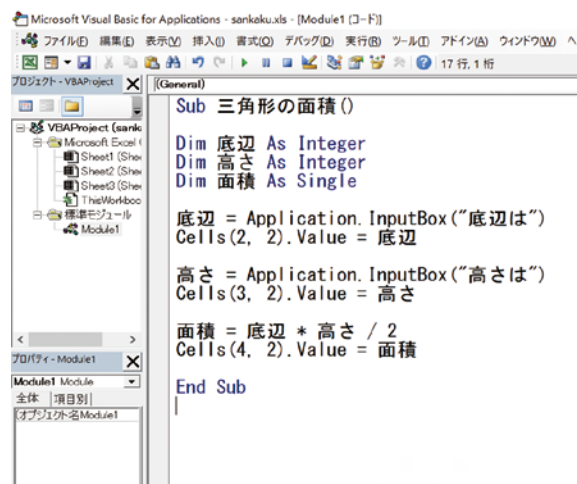 Microsoft Visual Basic for Applications - sankaku.xls - [Module1 (コード)]
ファイル(F) 編集(E) 表示(V) 挿入(I) 書式(O) デバッグ(D) 実行(R) ツール(T) アドイン(A) ウィンドウ(W)
17 行, 1 桁
プロジェクト - VBAProject
(General)
VBAProject (sank
Microsoft Excel
Sheet1 (She
Sheet2 (She
Sheet3 (She
ThisWorkboo
標準モジュール
Module1
プロパティ - Module1
Module1 Module
全体 項目別
(オブジェクト名 Module1
Sub 三角形の面積()
Dim 底辺 As Integer
Dim 高さ As Integer
Dim 面積 As Single
底辺 = Application.InputBox("底辺は")
Cells(2, 2).Value = 底辺
高さ = Application.InputBox("高さは")
Cells(3, 2).Value = 高さ
面積 = 底辺 * 高さ / 2
Cells(4, 2).Value = 面積
End Sub